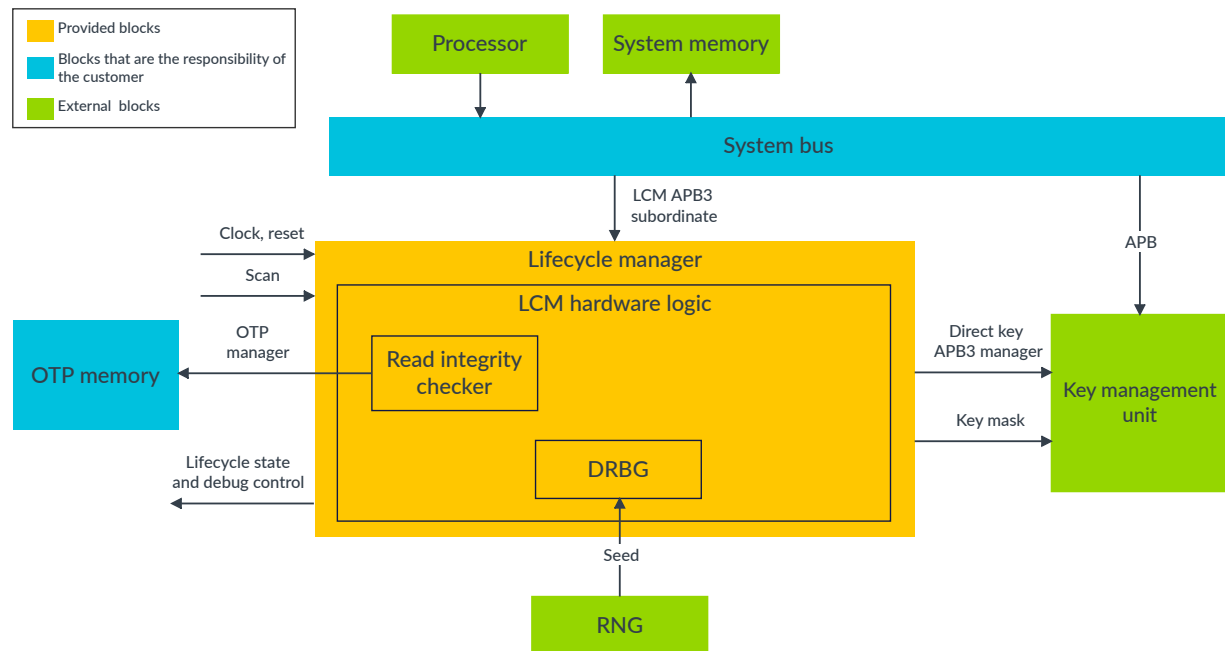 Provided blocks
Blocks that are the responsibility of
the customer
External blocks
Processor
System memory
System bus
LCM APB3
subordinate
APB
Clock, reset
Scan
Lifecycle manager
LCM hardware logic
OTP
manager
OTP memory
Read integrity
checker
Direct key
APB3 manager
Key mask
Key management
unit
Lifecycle state
and debug control
DRBG
Seed
RNG